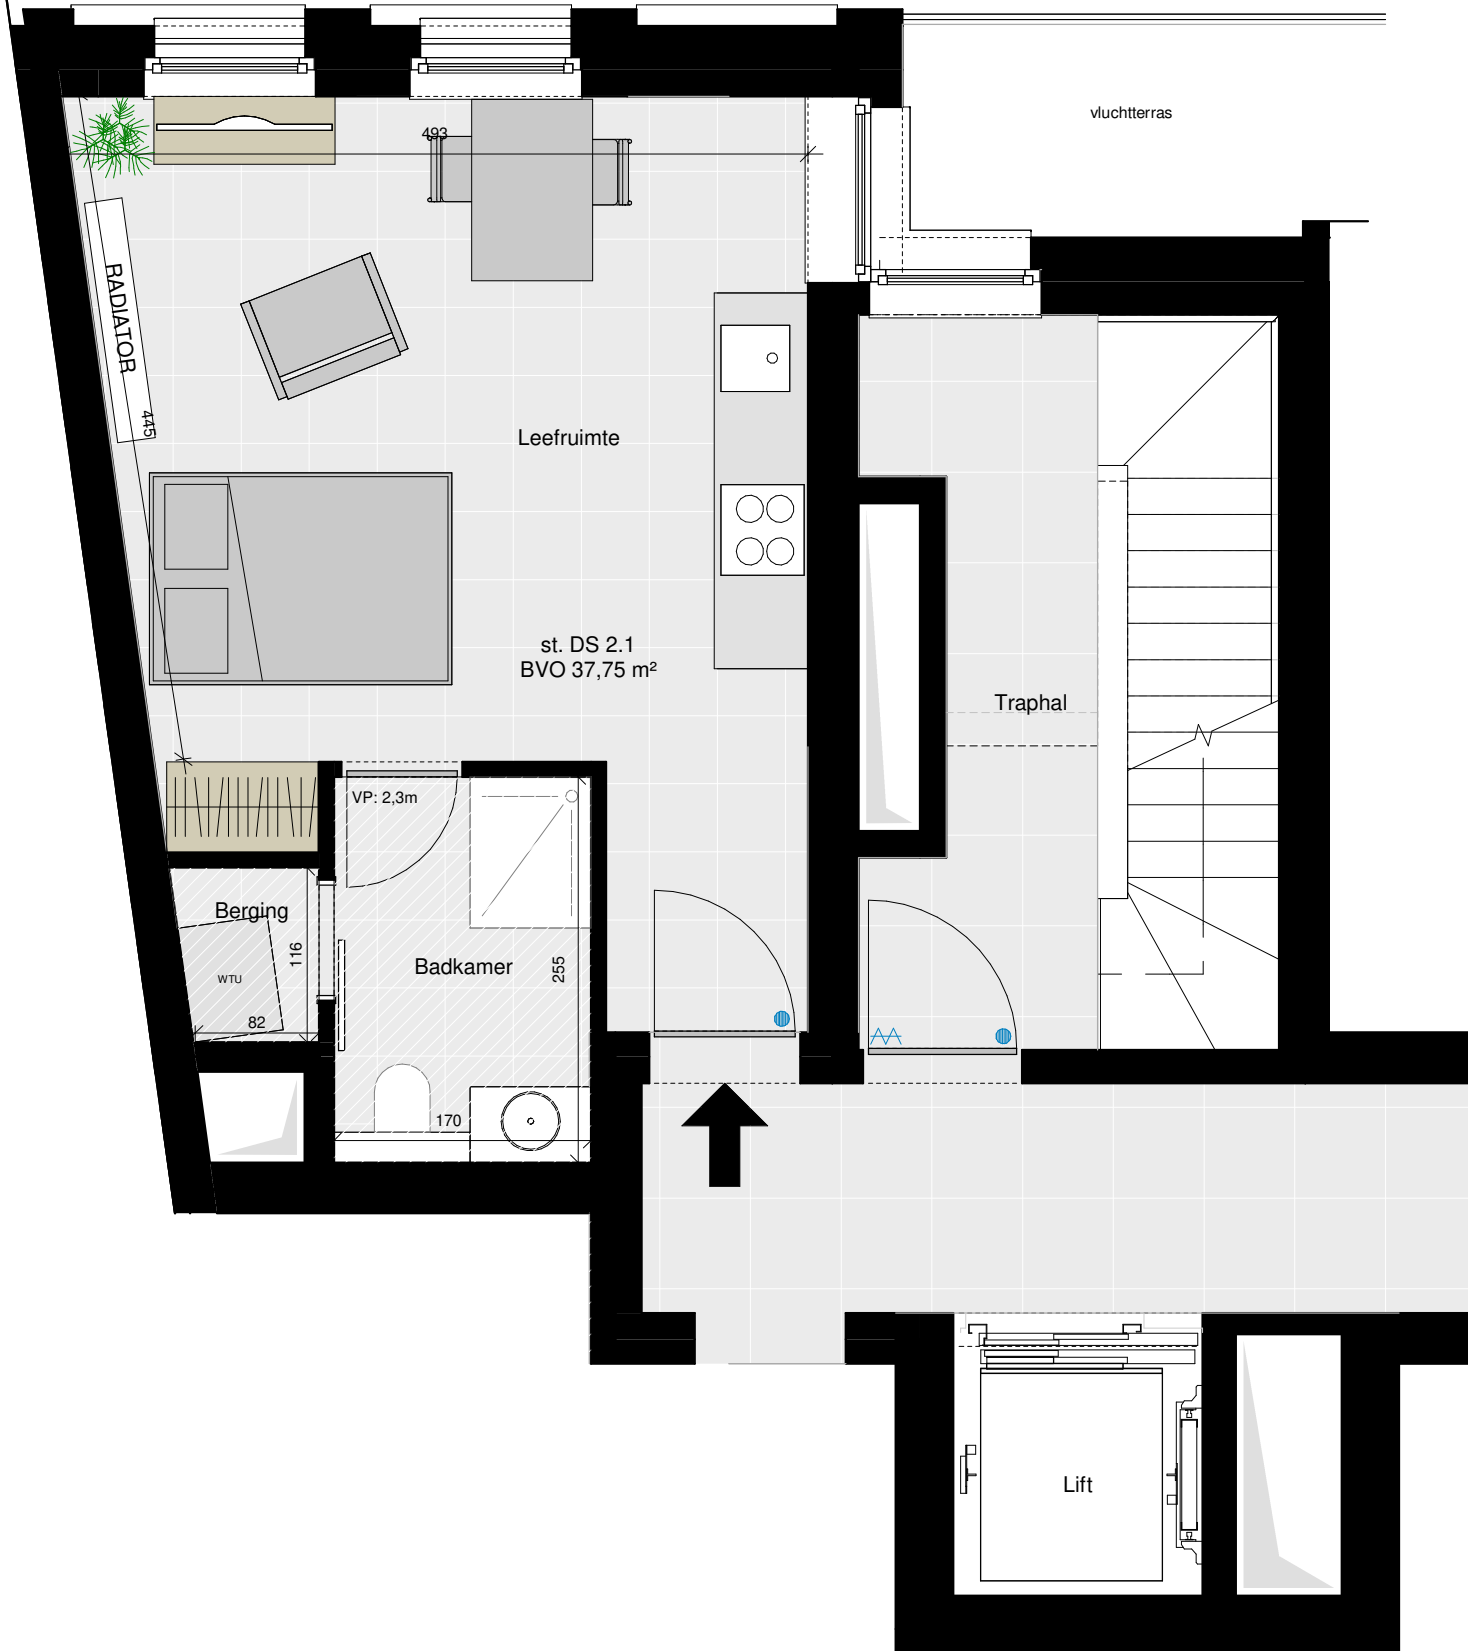 vluchtterras
493
RADIATOR
445
Leefruimte
st. DS 2.1
BVO 37,75 m²
Traphal
VP: 2,3m
Berging
116
WTU
82
Badkamer
255
170
Lift